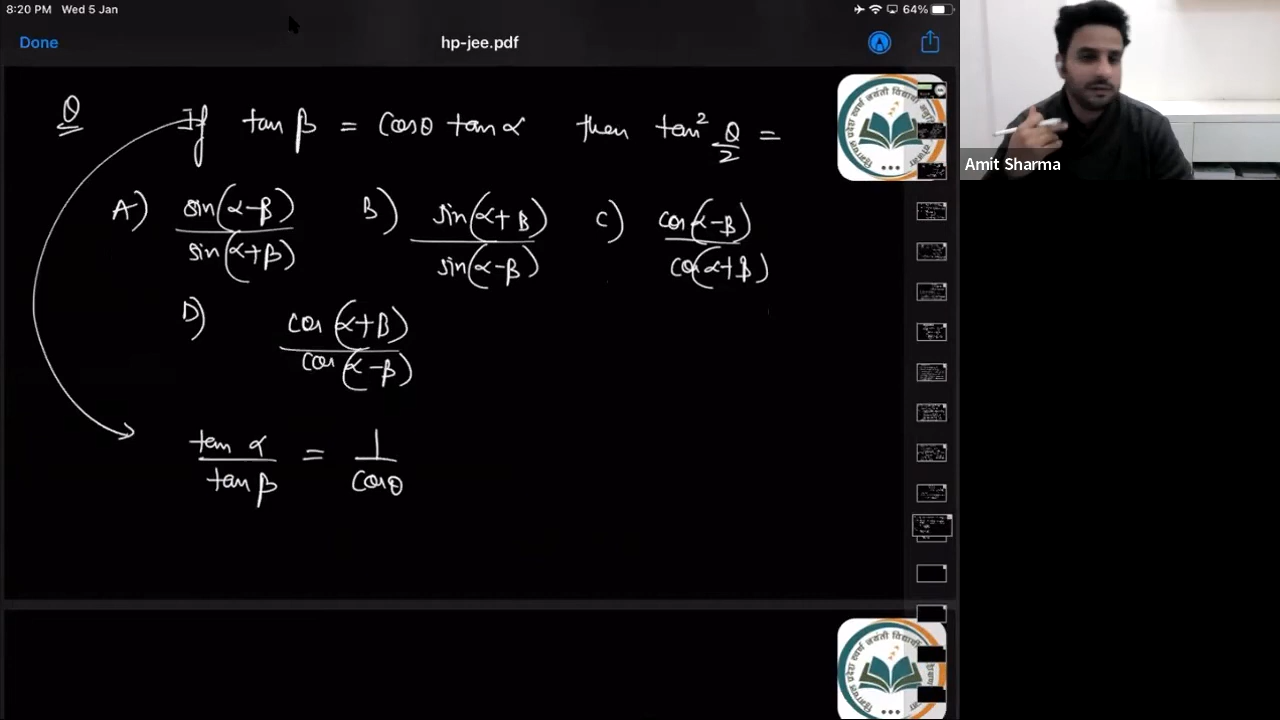 8:20 PM Wed 5 Jan
64%
Done
hp-jee.pdf
Q If tan β = cosθ tan α then tan² θ/2 =
A) sin(α-β)/sin(α+β) B) sin(α+β)/sin(α-β) C) cos(α-β)/cos(α+β)
D) cos(α+β)/cos(α-β)
tan α/tan β = 1/cosθ
Amit Sharma